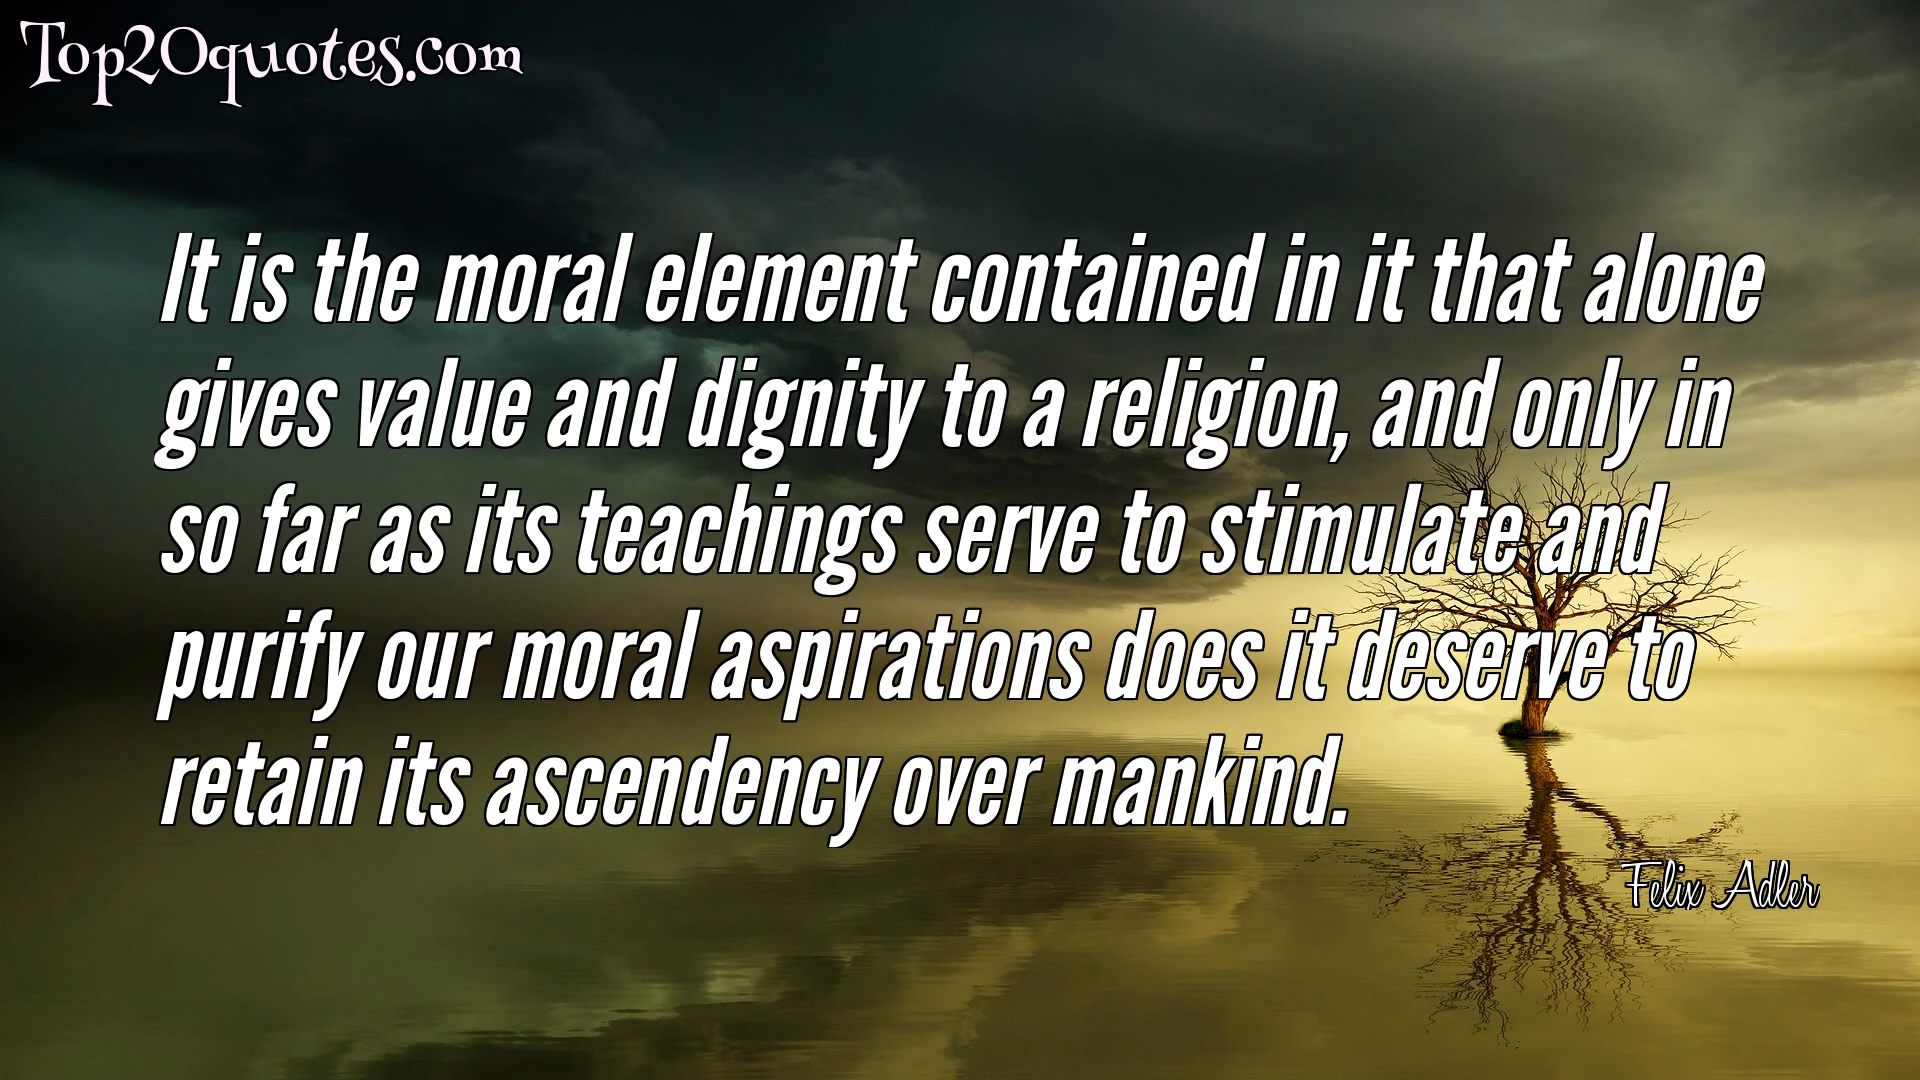 Top20quotes.com
It is the moral element contained in it that alone
gives value and dignity to a religion, and only in
so far as its teachings serve to stimulate and
purify our moral aspirations does it deserve to
retain its ascendency over mankind.
Felix Adler